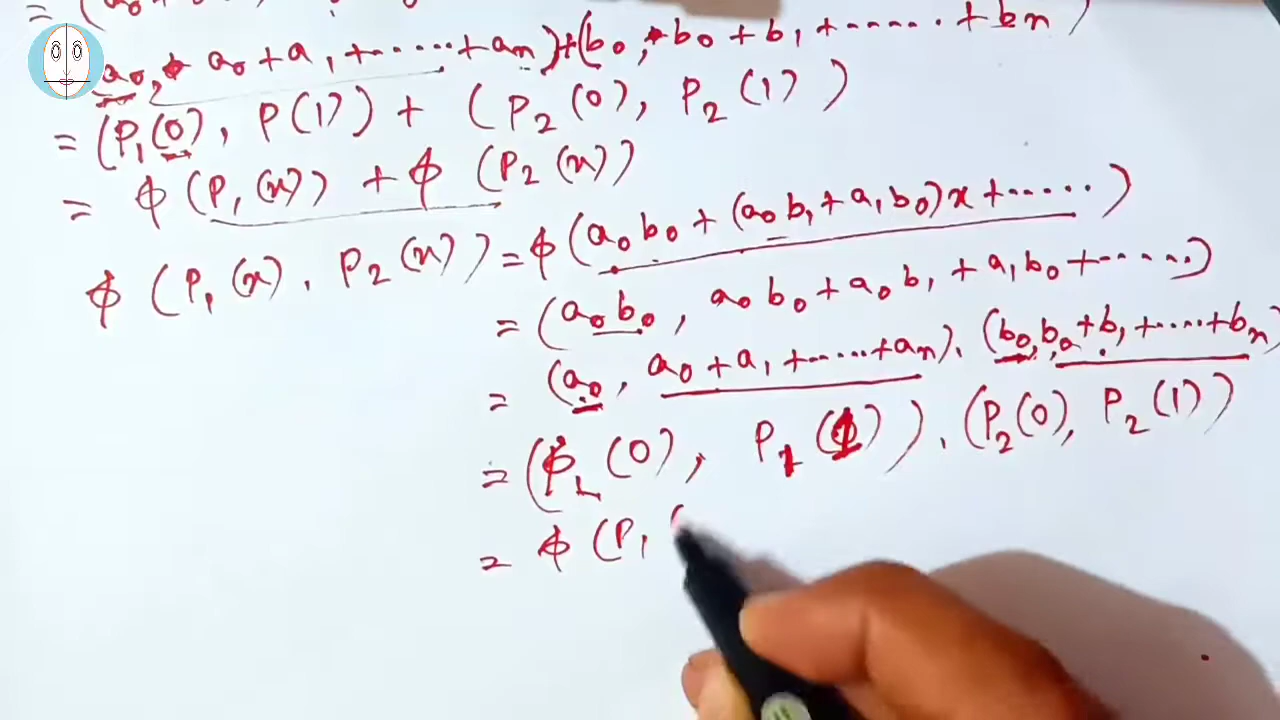 = (a₀
a₀, a₀ + a₁ + ...... + aₙ) + (b₀, b₀ + b₁ + ...... + bₙ)
= (P₁(0), P(1)) + (P₂(0), P₂(1))
= ϕ(P₁(x)) + ϕ(P₂(x))
ϕ(P₁(x). P₂(x)) = ϕ(a₀b₀ + (a₀b₁ + a₁b₀)x + ......)
= (a₀b₀, a₀b₀ + a₀b₁ + a₁b₀ + ......)
= (a₀, a₀ + a₁ + ...... + aₙ). (b₀, b₀ + b₁ + ...... + bₙ)
= (P₁(0), P₁(1)). (P₂(0), P₂(1))
= ϕ(P₁(